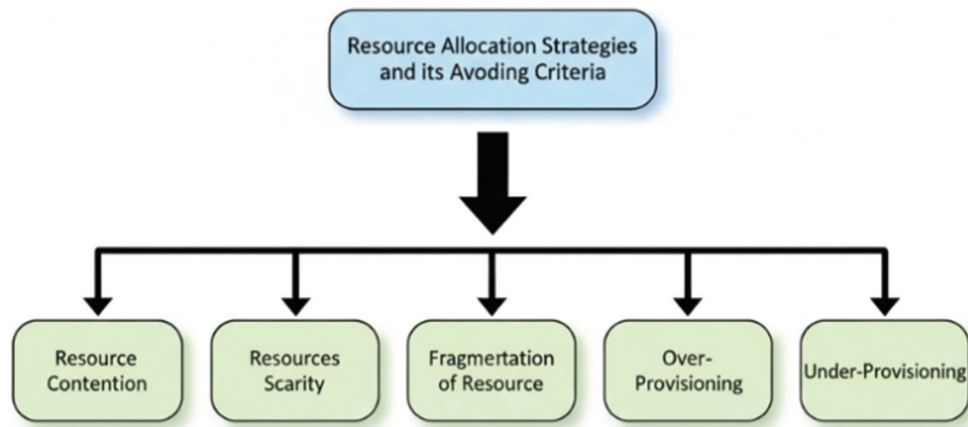 Resource Allocation Strategies
and its Avoding Criteria
Resource
Contention
Resources
Scarity
Fragmertation
of Resource
Over-
Provisioning
Under-Provisioning